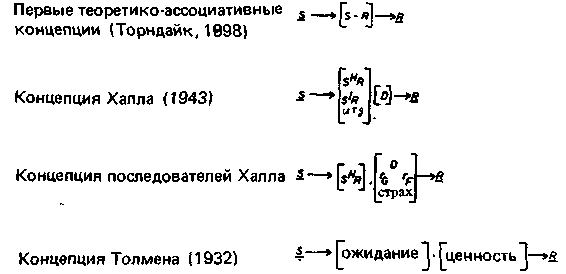 Первые теоретико-ассоциативные S → [S - R] → R
концепции (Торндайк, 1898)
Концепция Халла (1943) S → [SHR SIR и т д] · [D] → R
Концепция последователей Халла S → [SHR] · [D rG rF страх] → R
Концепция Толмена (1932) S → [ожидание] · [ценность] → R